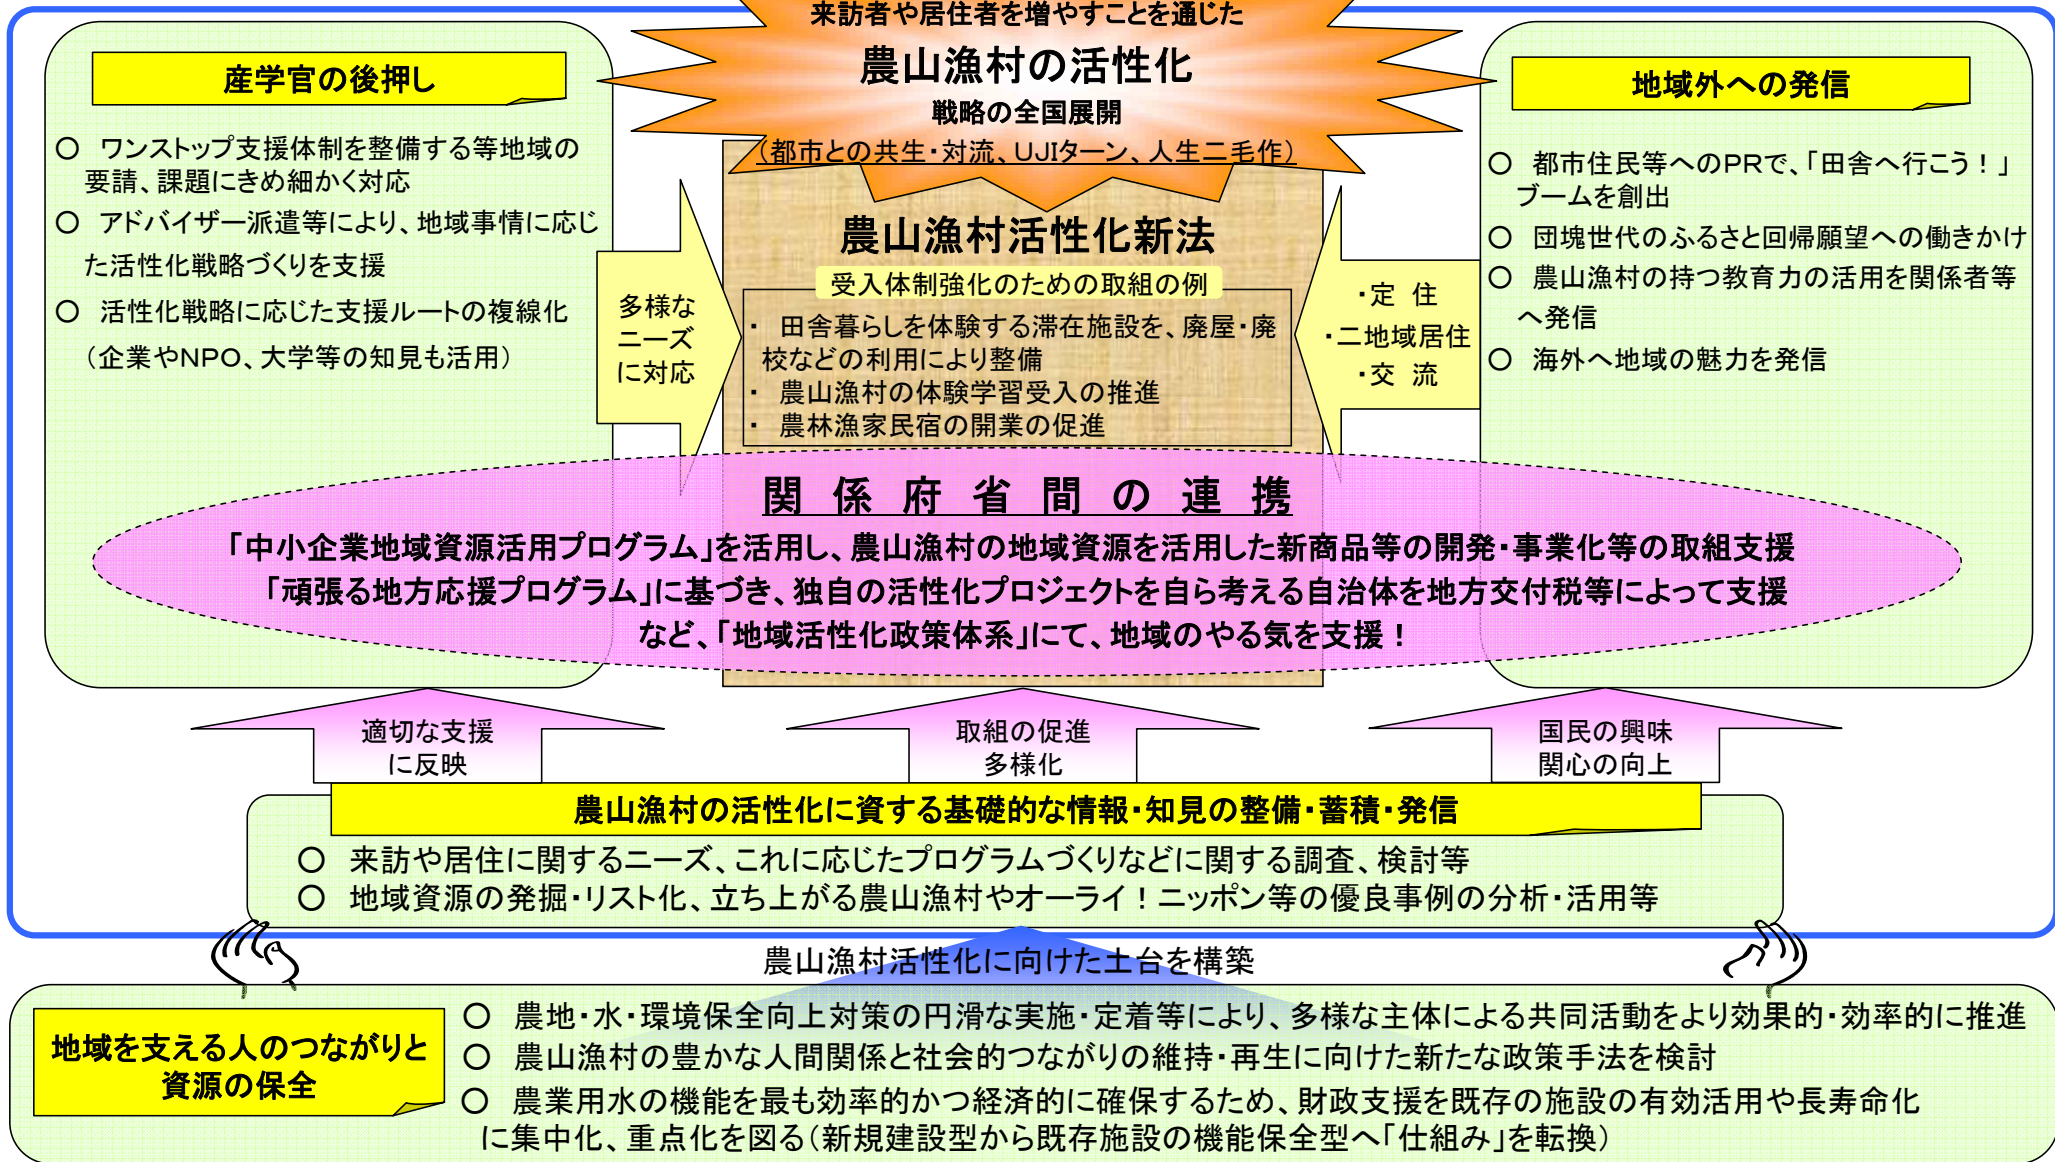 来訪者や居住者を増やすことを通じた
農山漁村の活性化
戦略の全国展開
(都市との共生・対流、UJIターン、人生二毛作)
産学官の後押し
○ ワンストップ支援体制を整備する等地域の
要請、課題にきめ細かく対応
○ アドバイザー派遣等により、地域事情に応じ
た活性化戦略づくりを支援
○ 活性化戦略に応じた支援ルートの複線化
(企業やNPO、大学等の知見も活用)
多様な
ニーズ
に対応
農山漁村活性化新法
受入体制強化のための取組の例
・ 田舎暮らしを体験する滞在施設を、廃屋・廃
校などの利用により整備
・ 農山漁村の体験学習受入の推進
・ 農林漁家民宿の開業の促進
・定 住
・二地域居住
・交 流
地域外への発信
○ 都市住民等へのPRで、「田舎へ行こう!」
ブームを創出
○ 団塊世代のふるさと回帰願望への働きかけ
○ 農山漁村の持つ教育力の活用を関係者等
へ発信
○ 海外へ地域の魅力を発信
関係府省間の連携
「中小企業地域資源活用プログラム」を活用し、農山漁村の地域資源を活用した新商品等の開発・事業化等の取組支援
「頑張る地方応援プログラム」に基づき、独自の活性化プロジェクトを自ら考える自治体を地方交付税等によって支援
など、「地域活性化政策体系」にて、地域のやる気を支援!
適切な支援
に反映
取組の促進
多様化
国民の興味
関心の向上
農山漁村の活性化に資する基礎的な情報・知見の整備・蓄積・発信
○ 来訪や居住に関するニーズ、これに応じたプログラムづくりなどに関する調査、検討等
○ 地域資源の発掘・リスト化、立ち上がる農山漁村やオーライ!ニッポン等の優良事例の分析・活用等
農山漁村活性化に向けた土台を構築
地域を支える人のつながりと
資源の保全
○ 農地・水・環境保全向上対策の円滑な実施・定着等により、多様な主体による共同活動をより効果的・効率的に推進
○ 農山漁村の豊かな人間関係と社会的つながりの維持・再生に向けた新たな政策手法を検討
○ 農業用水の機能を最も効率的かつ経済的に確保するため、財政支援を既存の施設の有効活用や長寿命化
に集中化、重点化を図る(新規建設型から既存施設の機能保全型へ「仕組み」を転換)